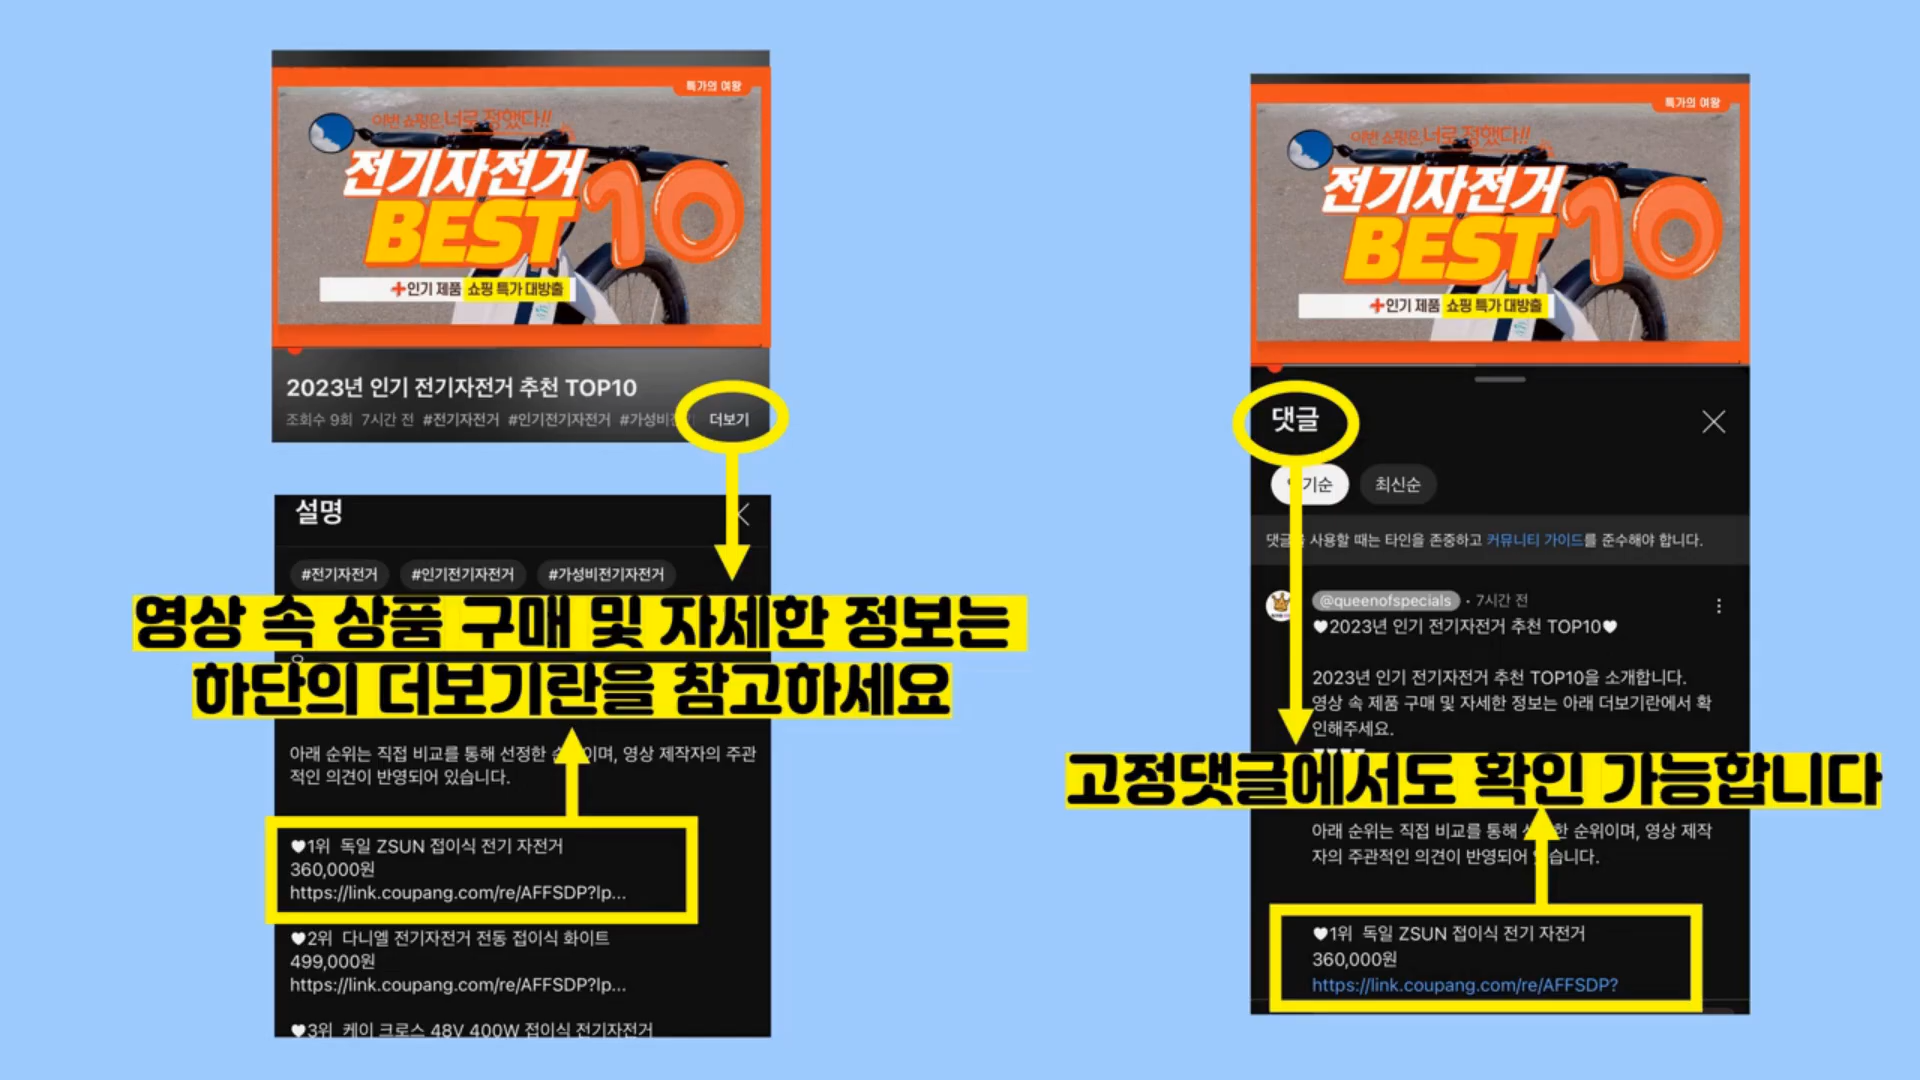 특가의 여왕
이번 쇼핑은, 너로 정했다!!
전기자전거
BEST 10
+인기 제품 쇼핑 특가 대방출
2023년 인기 전기자전거 추천 TOP10
조회수 9회 7시간 전 #전기자전거 #인기전기자전거 #가성비전기 더보기
설명
#전기자전거 #인기전기자전거 #가성비전기자전거
영상 속 상품 구매 및 자세한 정보는
하단의 더보기란을 참고하세요
아래 순위는 직접 비교를 통해 선정한 순위이며, 영상 제작자의 주관
적인 의견이 반영되어 있습니다.
♥1위 독일 ZSUN 접이식 전기 자전거
360,000원
https://link.coupang.com/re/AFFSDP?lp...
♥2위 다니엘 전기자전거 전동 접이식 화이트
499,000원
https://link.coupang.com/re/AFFSDP?lp...
♥3위 케이 크로스 48V 400W 접이식 전기자전거
특가의 여왕
이번 쇼핑은, 너로 정했다!!
전기자전거
BEST 10
+인기 제품 쇼핑 특가 대방출
댓글
인기순 최신순
댓글을 사용할 때는 타인을 존중하고 커뮤니티 가이드를 준수해야 합니다.
@queenofspecials · 7시간 전
♥2023년 인기 전기자전거 추천 TOP10♥
2023년 인기 전기자전거 추천 TOP10을 소개합니다.
영상 속 제품 구매 및 자세한 정보는 아래 더보기란에서 확
인해주세요.
고정댓글에서도 확인 가능합니다
아래 순위는 직접 비교를 통해 선정한 순위이며, 영상 제작
자의 주관적인 의견이 반영되어 있습니다.
♥1위 독일 ZSUN 접이식 전기 자전거
360,000원
https://link.coupang.com/re/AFFSDP?